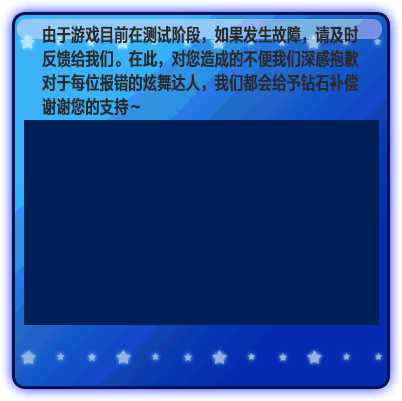 由于游戏目前在测试阶段，如果发生故障，请及时
反馈给我们。在此，对您造成的不便我们深感抱歉
对于每位报错的炫舞达人，我们都会给予钻石补偿
谢谢您的支持~